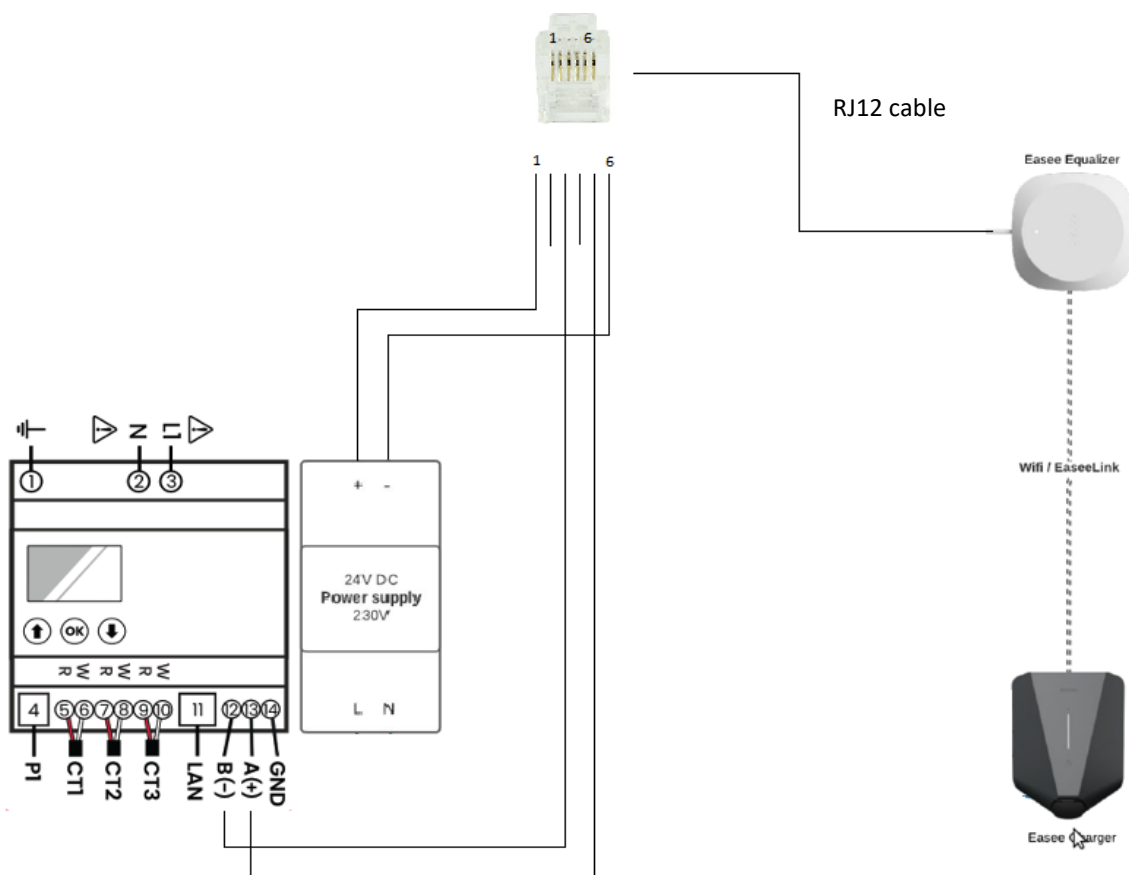 1 - - - 6
RJ12 cable
1 6
Easee Equalizer
Wifi / EaseeLink
N L1
1 2 3
+ -
24V DC
Power supply
230V
OK
R W R W R W
L N
4 5 6 7 8 9 10 11 12 13 14
P1 CT1 CT2 CT3 LAN B(-) A(+) GND
Easee Charger